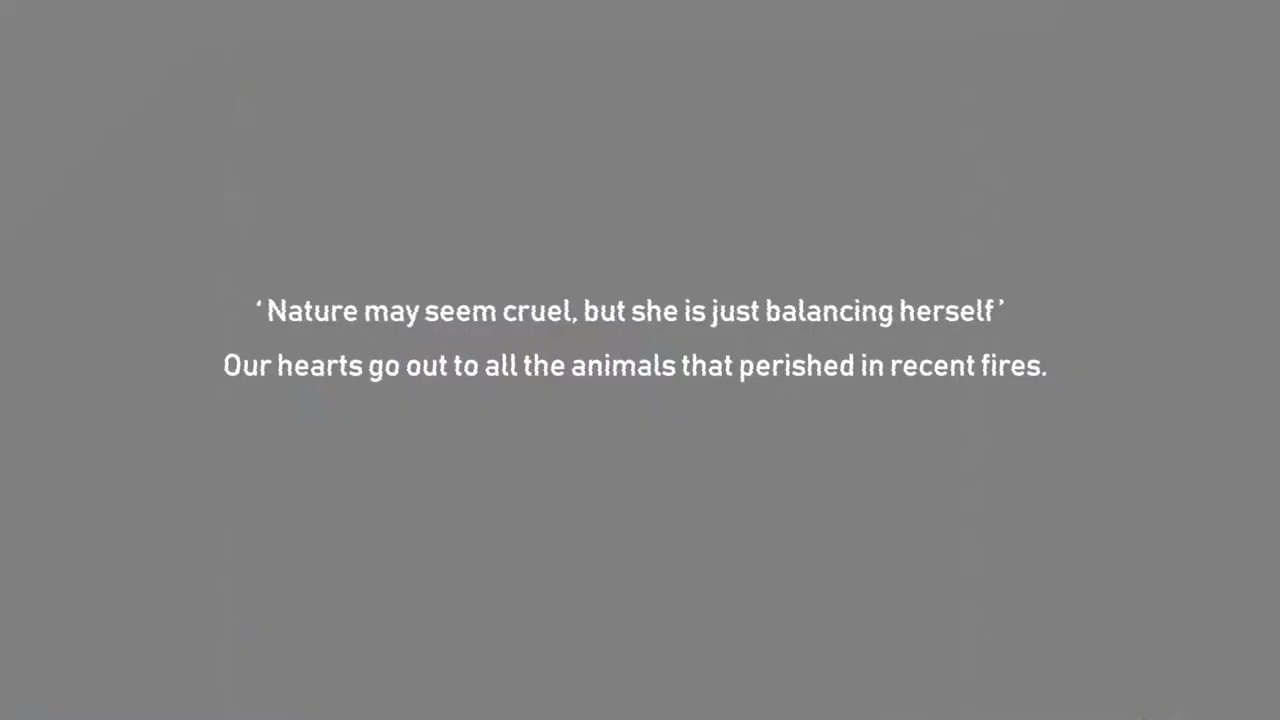 ‘ Nature may seem cruel, but she is just balancing herself ’
Our hearts go out to all the animals that perished in recent fires.